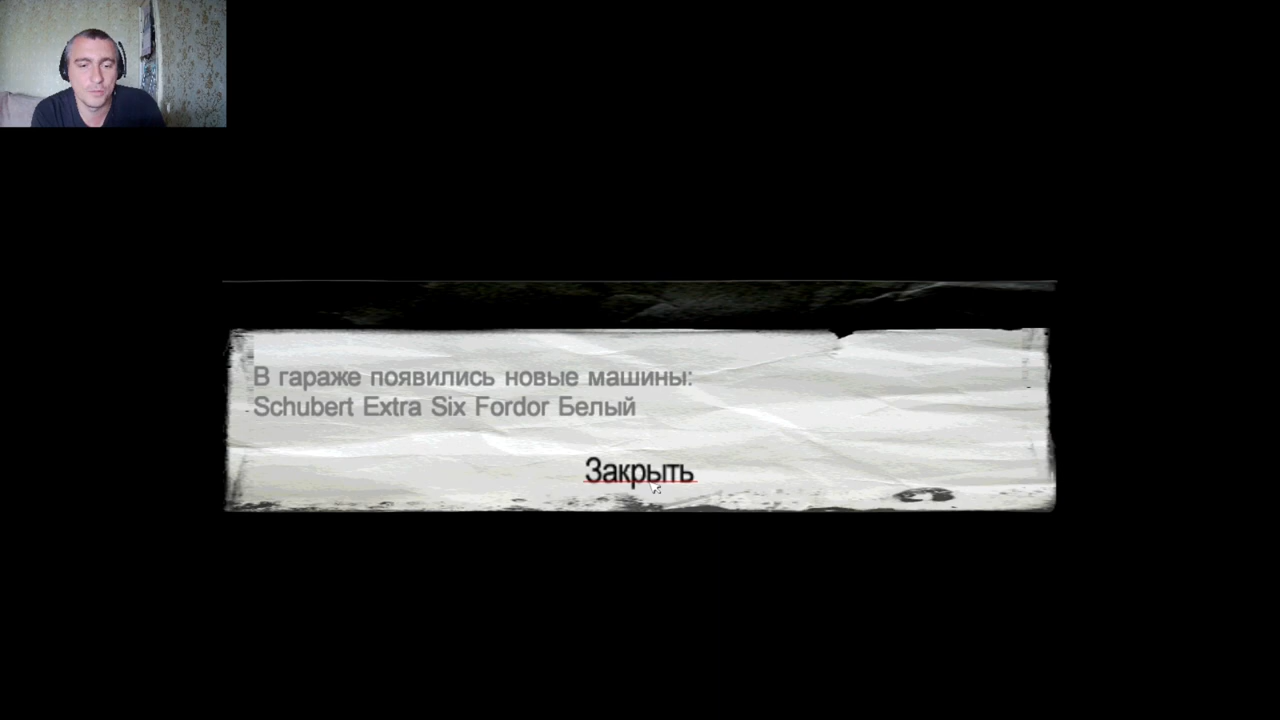 В гараже появились новые машины:
Schubert Extra Six Fordor Белый
Закрыть